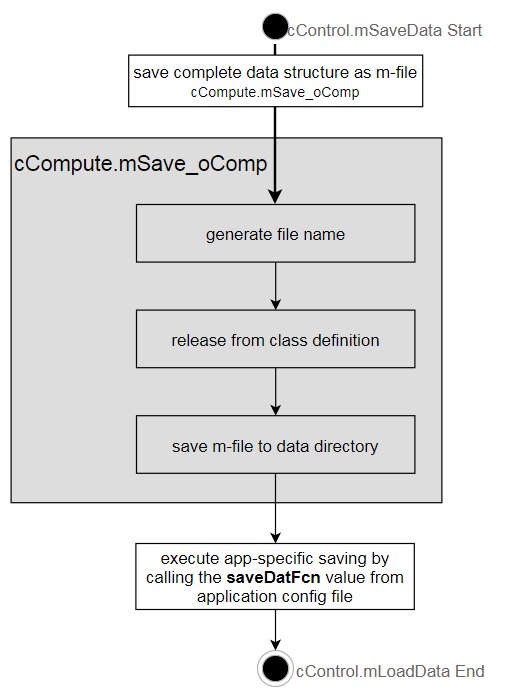 cControl.mSaveData Start
save complete data structure as m-file
cCompute.mSave_oComp
cCompute.mSave_oComp
generate file name
release from class definition
save m-file to data directory
execute app-specific saving by
calling the saveDatFcn value from
application config file
cControl.mLoadData End